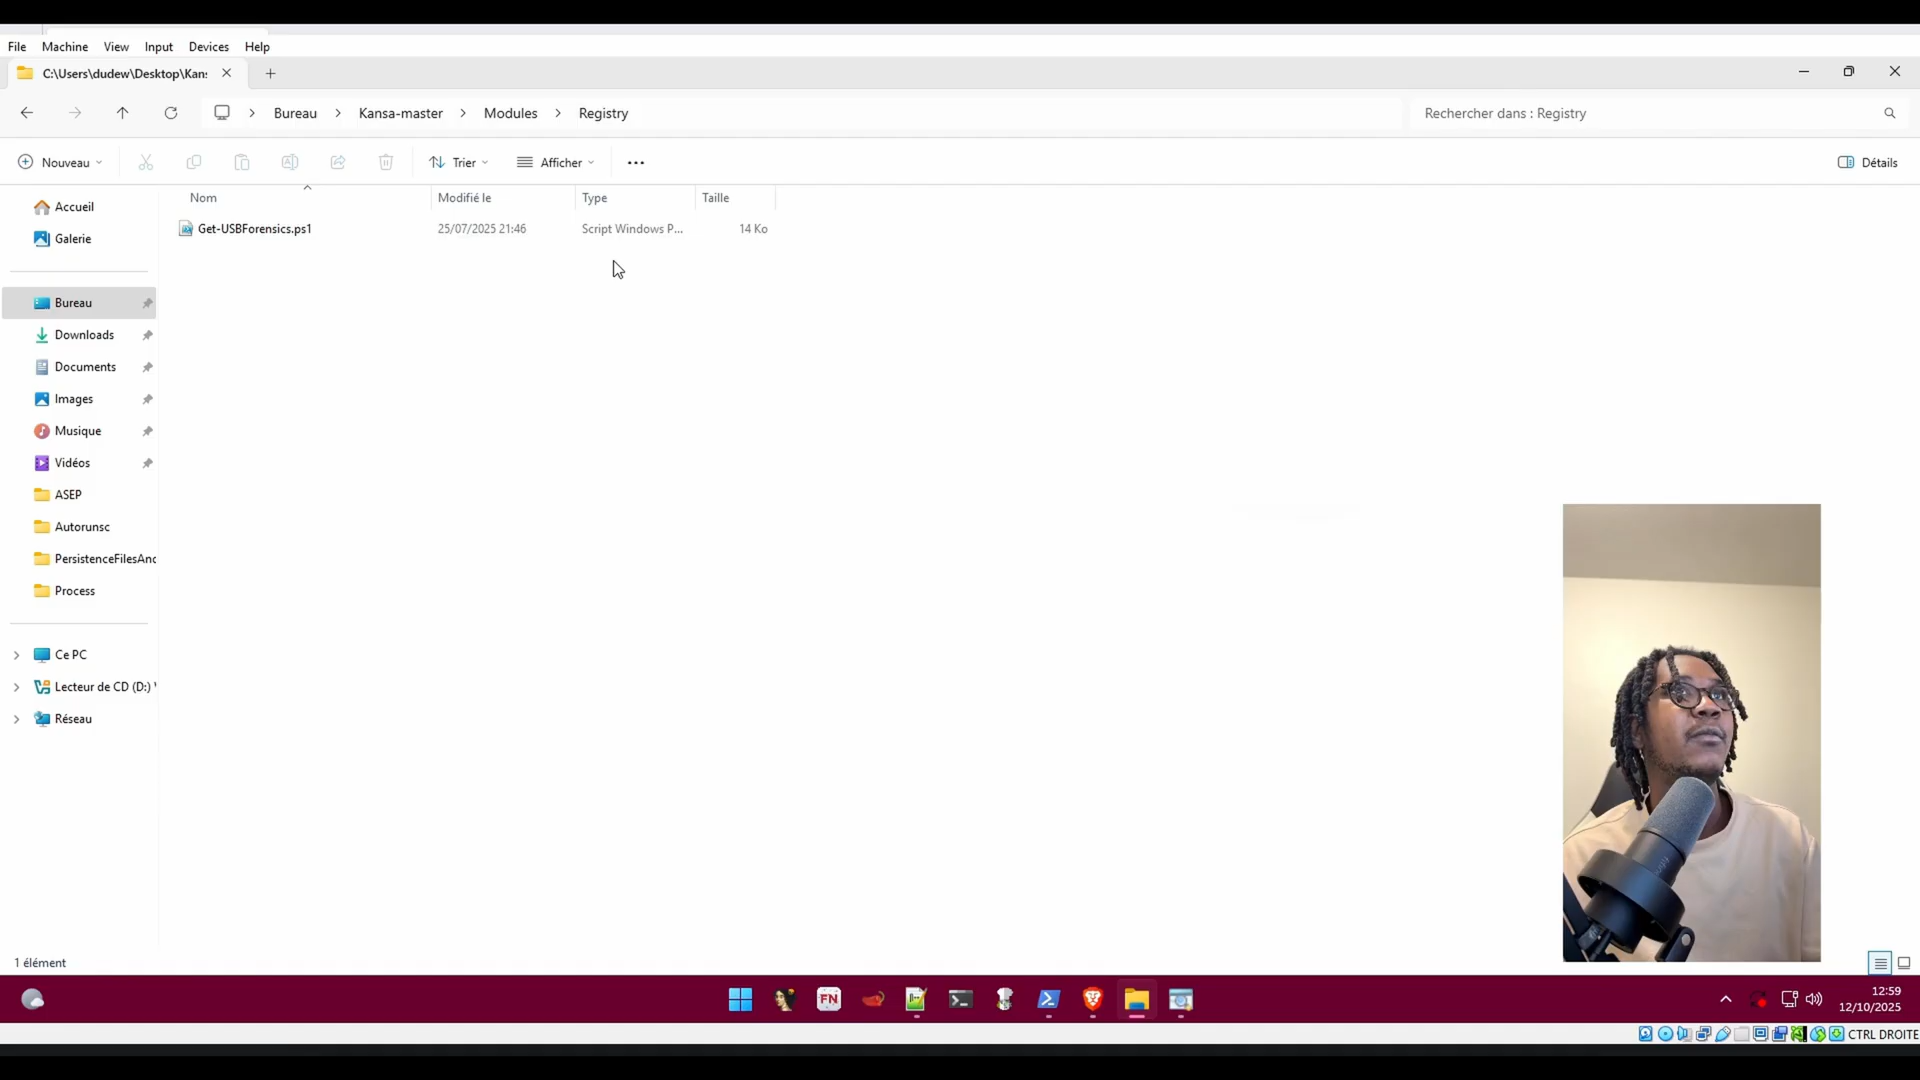 File Machine View Input Devices Help
C:\Users\dudew\Desktop\Kans
Bureau Kansa-master Modules Registry
Rechercher dans : Registry
Nouveau
Trier
Afficher
Détails
Nom Modifié le Type Taille
Get-USBForensics.ps1 25/07/2025 21:46 Script Windows P... 14 Ko
Accueil
Galerie
Bureau
Downloads
Documents
Images
Musique
Vidéos
ASEP
Autorunsc
PersistenceFilesAnd
Process
Ce PC
Lecteur de CD (D:)
Réseau
1 élément
FN
12:59
12/10/2025
CTRL DROITE